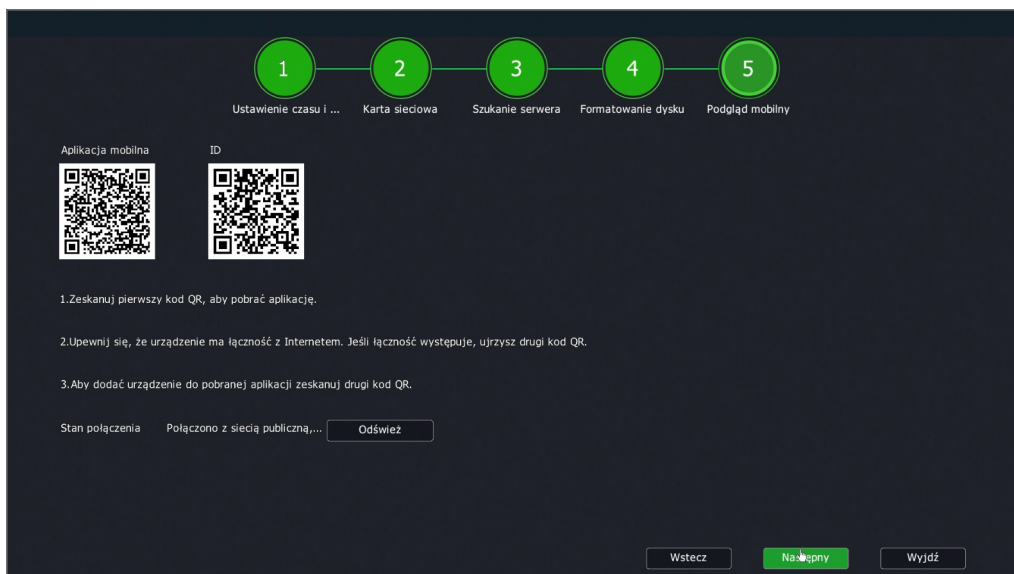 1 2 3 4 5
Ustawienie czasu i ... Karta sieciowa Szukanie serwera Formatowanie dysku Podgląd mobilny
Aplikacja mobilna ID
1.Zeskanuj pierwszy kod QR, aby pobrać aplikację.
2.Upewnij się, że urządzenie ma łączność z Internetem. Jeśli łączność występuje, ujrzysz drugi kod QR.
3.Aby dodać urządzenie do pobranej aplikacji zeskanuj drugi kod QR.
Stan połączenia Połączono z siecią publiczną,... Odśwież
Wstecz Następny Wyjdź